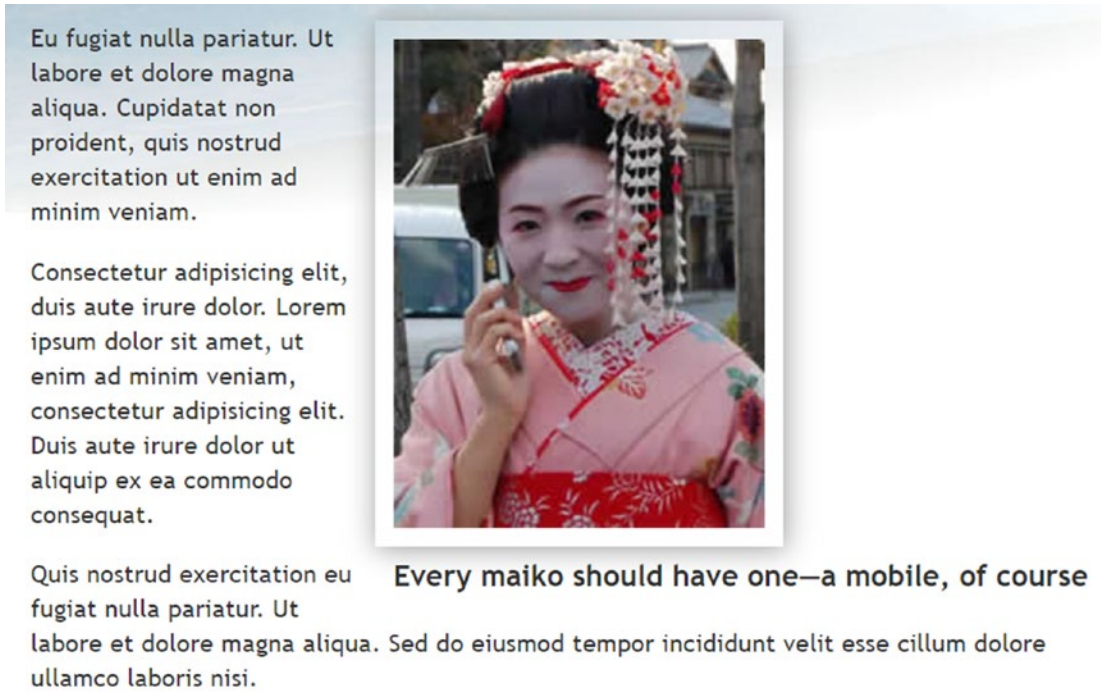 Eu fugiat nulla pariatur. Ut
labore et dolore magna
aliqua. Cupidatat non
proident, quis nostrud
exercitation ut enim ad
minim veniam.
Consectetur adipisicing elit,
duis aute irure dolor. Lorem
ipsum dolor sit amet, ut
enim ad minim veniam,
consectetur adipisicing elit.
Duis aute irure dolor ut
aliquip ex ea commodo
consequat.
Every maiko should have one—a mobile, of course
Quis nostrud exercitation eu
fugiat nulla pariatur. Ut
labore et dolore magna aliqua. Sed do eiusmod tempor incididunt velit esse cillum dolore
ullamco laboris nisi.